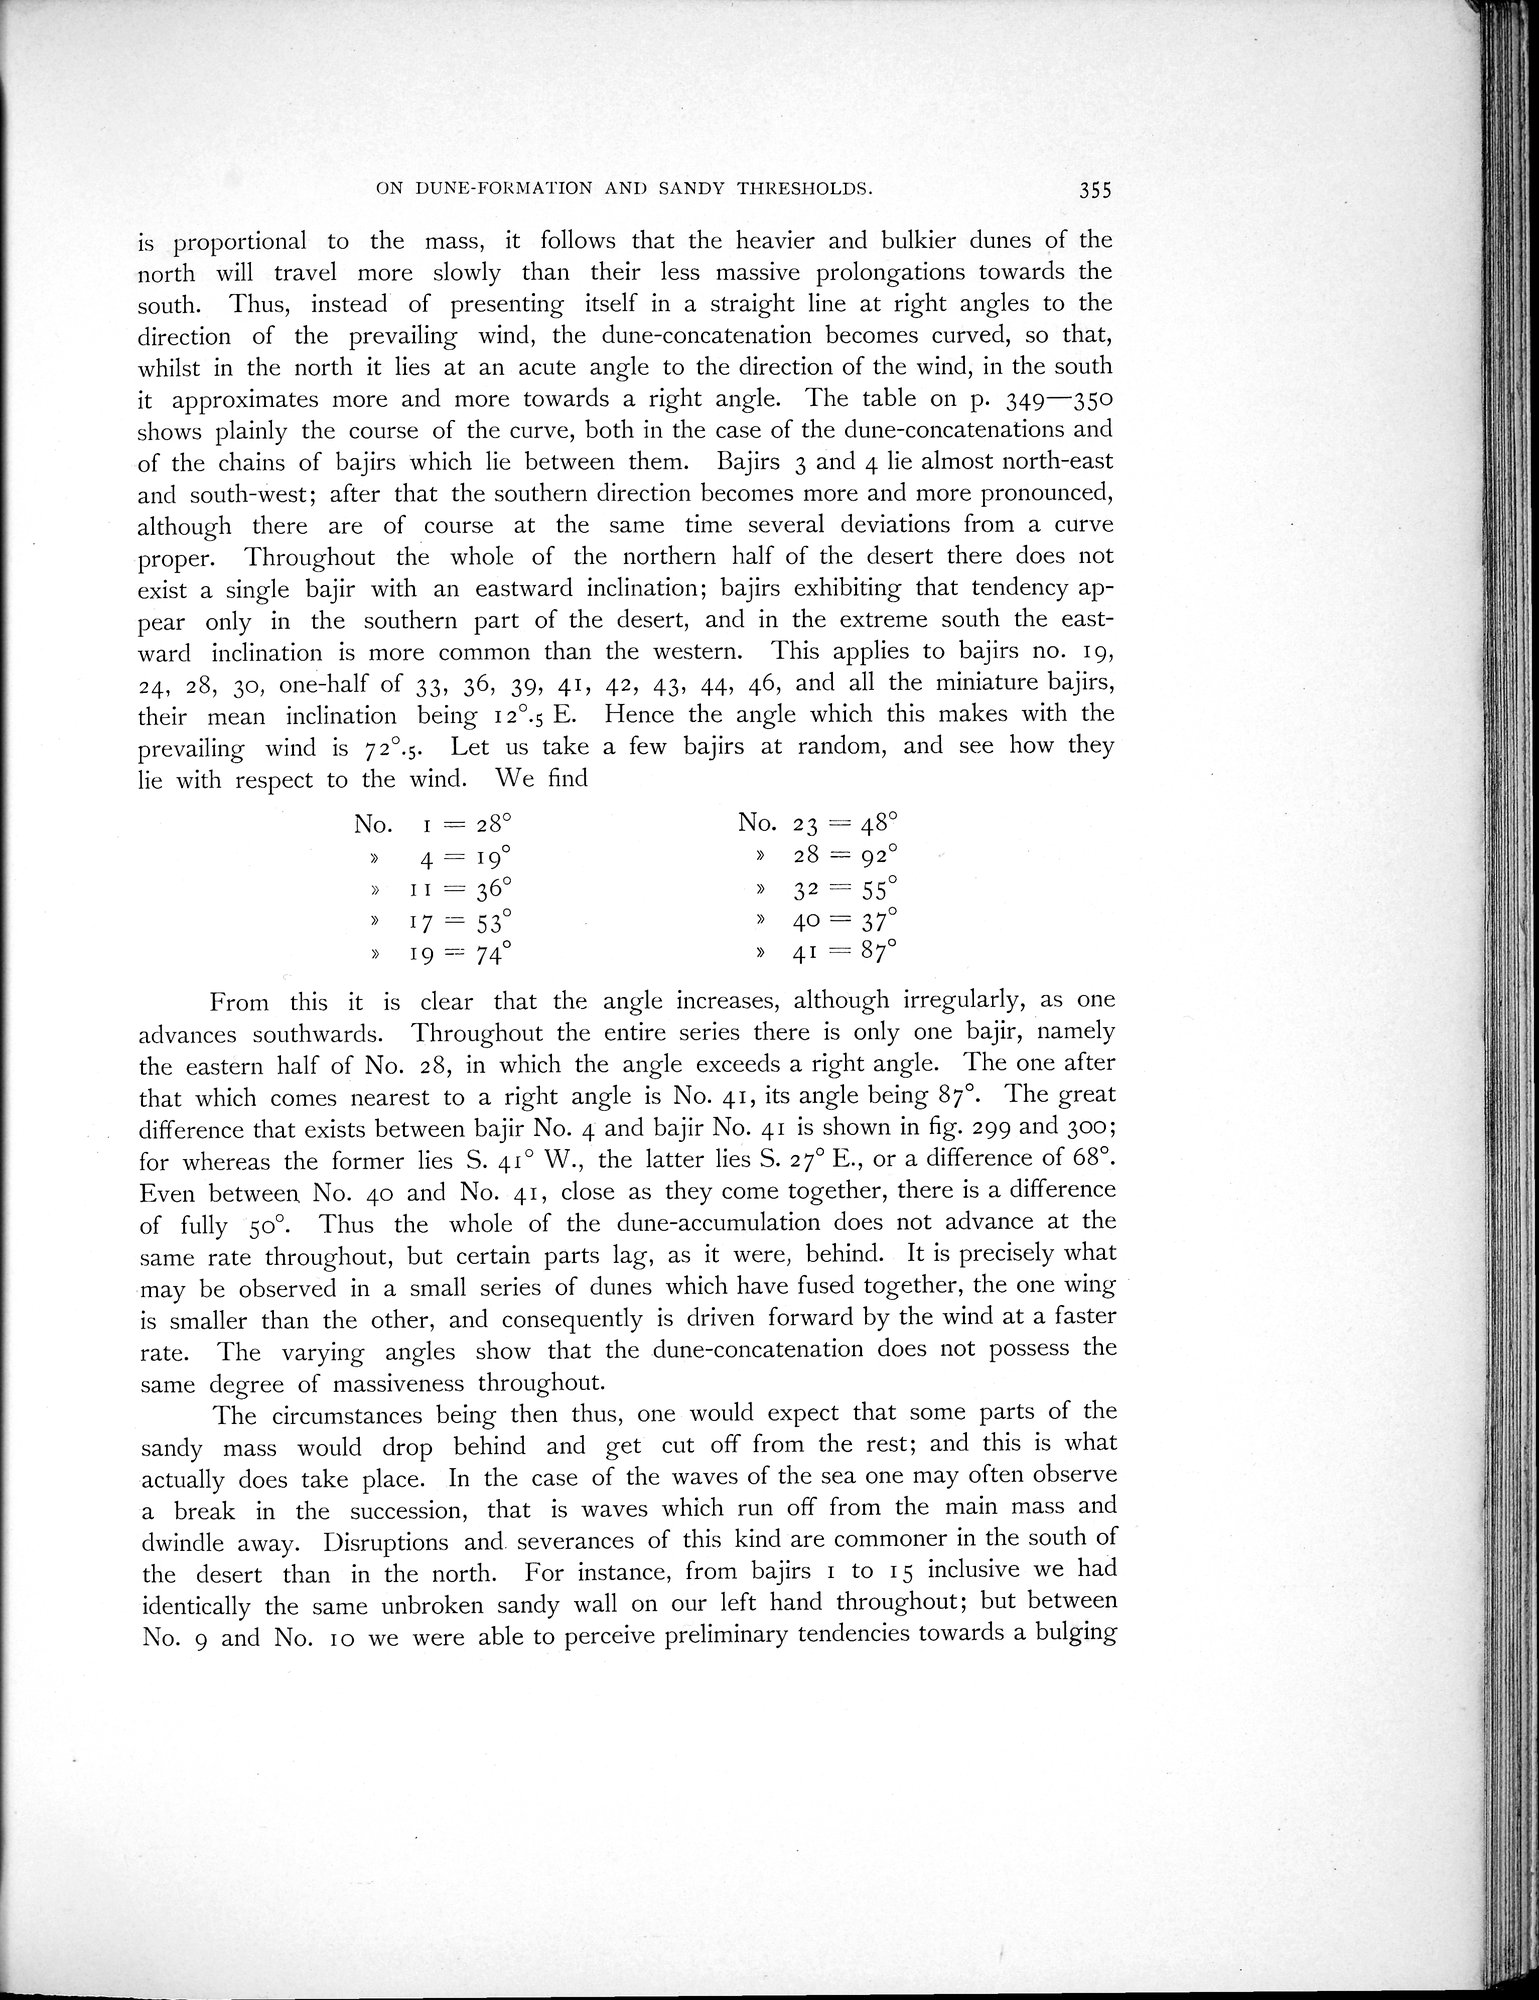 ON DUNE-FORMATION AND SANDY THRESHOLDS. 355
is proportional to the mass, it follows that the heavier and bulkier dunes of the
north will travel more slowly than their less massive prolongations towards the
south. Thus, instead of presenting itself in a straight line at right angles to the
direction of the prevailing wind, the dune-concatenation becomes curved, so that,
whilst in the north it lies at an acute angle to the direction of the wind, in the south
it approximates more and more towards a right angle. The table on p. 349—350
shows plainly the course of the curve, both in the case of the dune-concatenations and
of the chains of bajirs which lie between them. Bajirs 3 and 4 lie almost north-east
and south-west; after that the southern direction becomes more and more pronounced,
although there are of course at the same time several deviations from a curve
proper. Throughout the whole of the northern half of the desert there does not
exist a single bajir with an eastward inclination; bajirs exhibiting that tendency ap-
pear only in the southern part of the desert, and in the extreme south the east-
ward inclination is more common than the western. This applies to bajirs no. 19,
24, 28, 30, one-half of 33, 36, 39, 41, 42, 43, 44, 46, and all the miniature bajirs,
their mean inclination being 12°.5 E. Hence the angle which this makes with the
prevailing wind is 72°.5. Let us take a few bajirs at random, and see how they
lie with respect to the wind. We find
No. 1 = 28° No. 23 = 48°
» 4 = 19° » 28 = 92°
» 11 = 36° » 32 = 55°
» 17 = 53° » 40 = 37°
» 19 = 74° » 41 = 87°
From this it is clear that the angle increases, although irregularly, as one
advances southwards. Throughout the entire series there is only one bajir, namely
the eastern half of No. 28, in which the angle exceeds a right angle. The one after
that which comes nearest to a right angle is No. 41, its angle being 87°. The great
difference that exists between bajir No. 4 and bajir No. 41 is shown in fig. 299 and 300;
for whereas the former lies S. 41° W., the latter lies S. 27° E., or a difference of 68°.
Even between No. 40 and No. 41, close as they come together, there is a difference
of fully 50°. Thus the whole of the dune-accumulation does not advance at the
same rate throughout, but certain parts lag, as it were, behind. It is precisely what
may be observed in a small series of dunes which have fused together, the one wing
is smaller than the other, and consequently is driven forward by the wind at a faster
rate. The varying angles show that the dune-concatenation does not possess the
same degree of massiveness throughout.
The circumstances being then thus, one would expect that some parts of the
sandy mass would drop behind and get cut off from the rest; and this is what
actually does take place. In the case of the waves of the sea one may often observe
a break in the succession, that is waves which run off from the main mass and
dwindle away. Disruptions and severances of this kind are commoner in the south of
the desert than in the north. For instance, from bajirs 1 to 15 inclusive we had
identically the same unbroken sandy wall on our left hand throughout; but between
No. 9 and No. 10 we were able to perceive preliminary tendencies towards a bulging